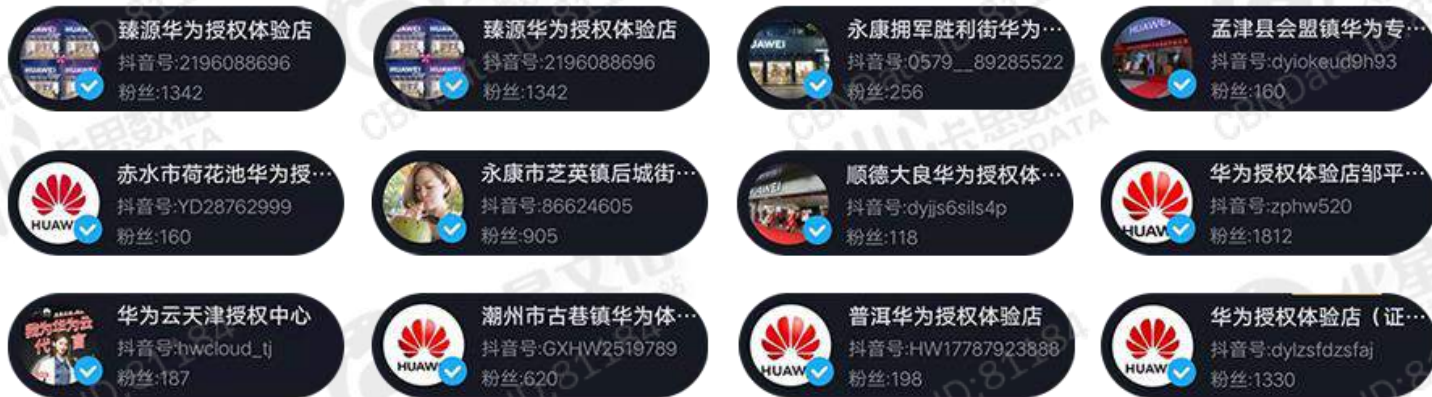 臻源华为授权体验店
抖音号:2196088696
粉丝:1342
臻源华为授权体验店
抖音号:2196088696
粉丝:1342
永康拥军胜利街华为…
抖音号:0579__89285522
粉丝:256
孟津县会盟镇华为专…
抖音号:dyiokeud9h93
粉丝:160
赤水市荷花池华为授…
抖音号:YD28762999
粉丝:160
永康市芝英镇后城街…
抖音号:86624605
粉丝:905
顺德大良华为授权体…
抖音号:dyjjs6sils4p
粉丝:118
华为授权体验店邹平…
抖音号:zphw520
粉丝:1812
华为云天津授权中心
抖音号:hwcloud_tj
粉丝:187
潮州市古巷镇华为体…
抖音号:GXHW2519789
粉丝:620
普洱华为授权体验店
抖音号:HW17787923888
粉丝:198
华为授权体验店（证…
抖音号:dylzsfdzsfaj
粉丝:1330